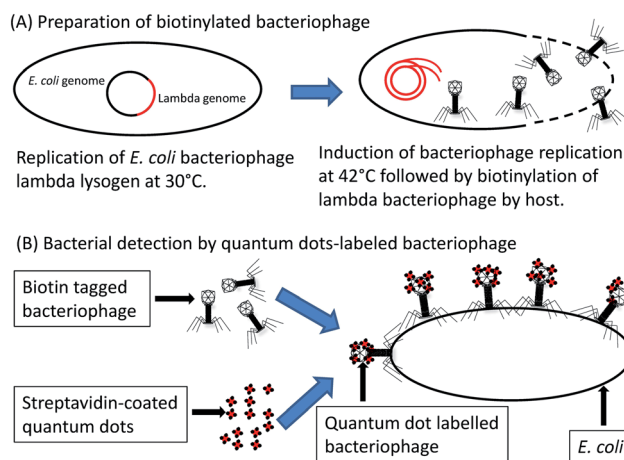 (A) Preparation of biotinylated bacteriophage
E. coli genome
Lambda genome
Replication of E. coli bacteriophage
lambda lysogen at 30°C.
Induction of bacteriophage replication
at 42°C followed by biotinylation of
lambda bacteriophage by host.
(B) Bacterial detection by quantum dots-labeled bacteriophage
Biotin tagged
bacteriophage
Streptavidin-coated
quantum dots
Quantum dot labelled
bacteriophage
E. coli